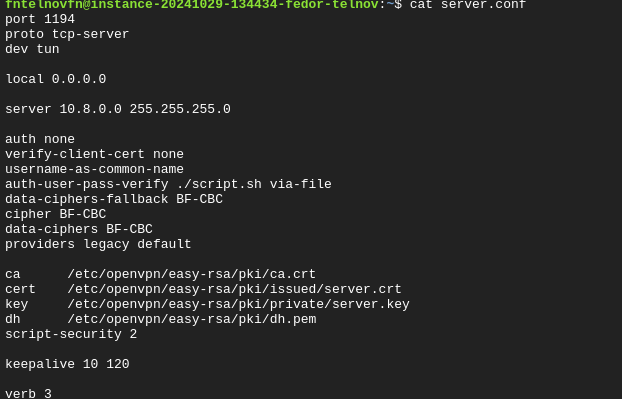 fntelnovfn@instance-20241029-134434-fedor-telnov:~$ cat server.conf
port 1194
proto tcp-server
dev tun
local 0.0.0.0
server 10.8.0.0 255.255.255.0
auth none
verify-client-cert none
username-as-common-name
auth-user-pass-verify ./script.sh via-file
data-ciphers-fallback BF-CBC
cipher BF-CBC
data-ciphers BF-CBC
providers legacy default
ca      /etc/openvpn/easy-rsa/pki/ca.crt
cert    /etc/openvpn/easy-rsa/pki/issued/server.crt
key     /etc/openvpn/easy-rsa/pki/private/server.key
dh      /etc/openvpn/easy-rsa/pki/dh.pem
script-security 2
keepalive 10 120
verb 3